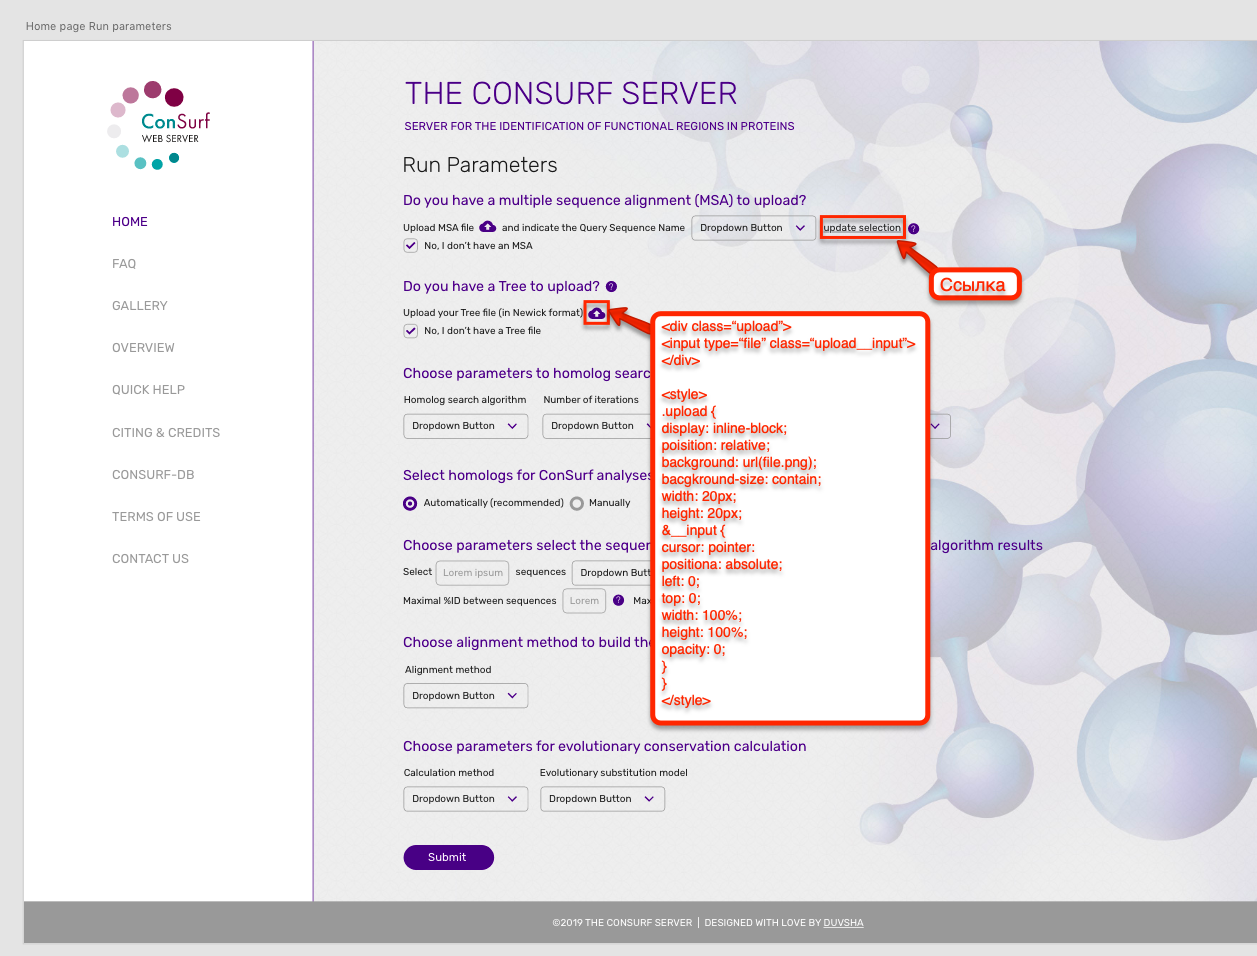 Home page Run parameters
ConSurf
WEB SERVER
HOME
FAQ
GALLERY
OVERVIEW
QUICK HELP
CITING & CREDITS
CONSURF-DB
TERMS OF USE
CONTACT US
THE CONSURF SERVER
SERVER FOR THE IDENTIFICATION OF FUNCTIONAL REGIONS IN PROTEINS
Run Parameters
Do you have a multiple sequence alignment (MSA) to upload?
Upload MSA file and indicate the Query Sequence Name Dropdown Button update selection ?
No, I don't have an MSA
Ссылка
Do you have a Tree to upload? ?
Upload your Tree file (in Newick format)
No, I don't have a Tree file
<div class="upload">
<input type="file" class="upload__input">
</div>
<style>
.upload {
display: inline-block;
poisition: relative;
background: url(file.png);
bacgkround-size: contain;
width: 20px;
height: 20px;
&__input {
cursor: pointer:
positiona: absolute;
left: 0;
top: 0;
width: 100%;
height: 100%;
opacity: 0;
}
}
</style>
Choose parameters to homolog searc
Homolog search algorithm Number of iterations
Dropdown Button Dropdown Button
Select homologs for ConSurf analyses
Automatically (recommended) Manually
Choose parameters select the sequen algorithm results
Select Lorem ipsum sequences Dropdown Butt
Maximal %ID between sequences Lorem ? Max
Choose alignment method to build the
Alignment method
Dropdown Button
Choose parameters for evolutionary conservation calculation
Calculation method Evolutionary substitution model
Dropdown Button Dropdown Button
Submit
©2019 THE CONSURF SERVER | DESIGNED WITH LOVE BY DUVSHA